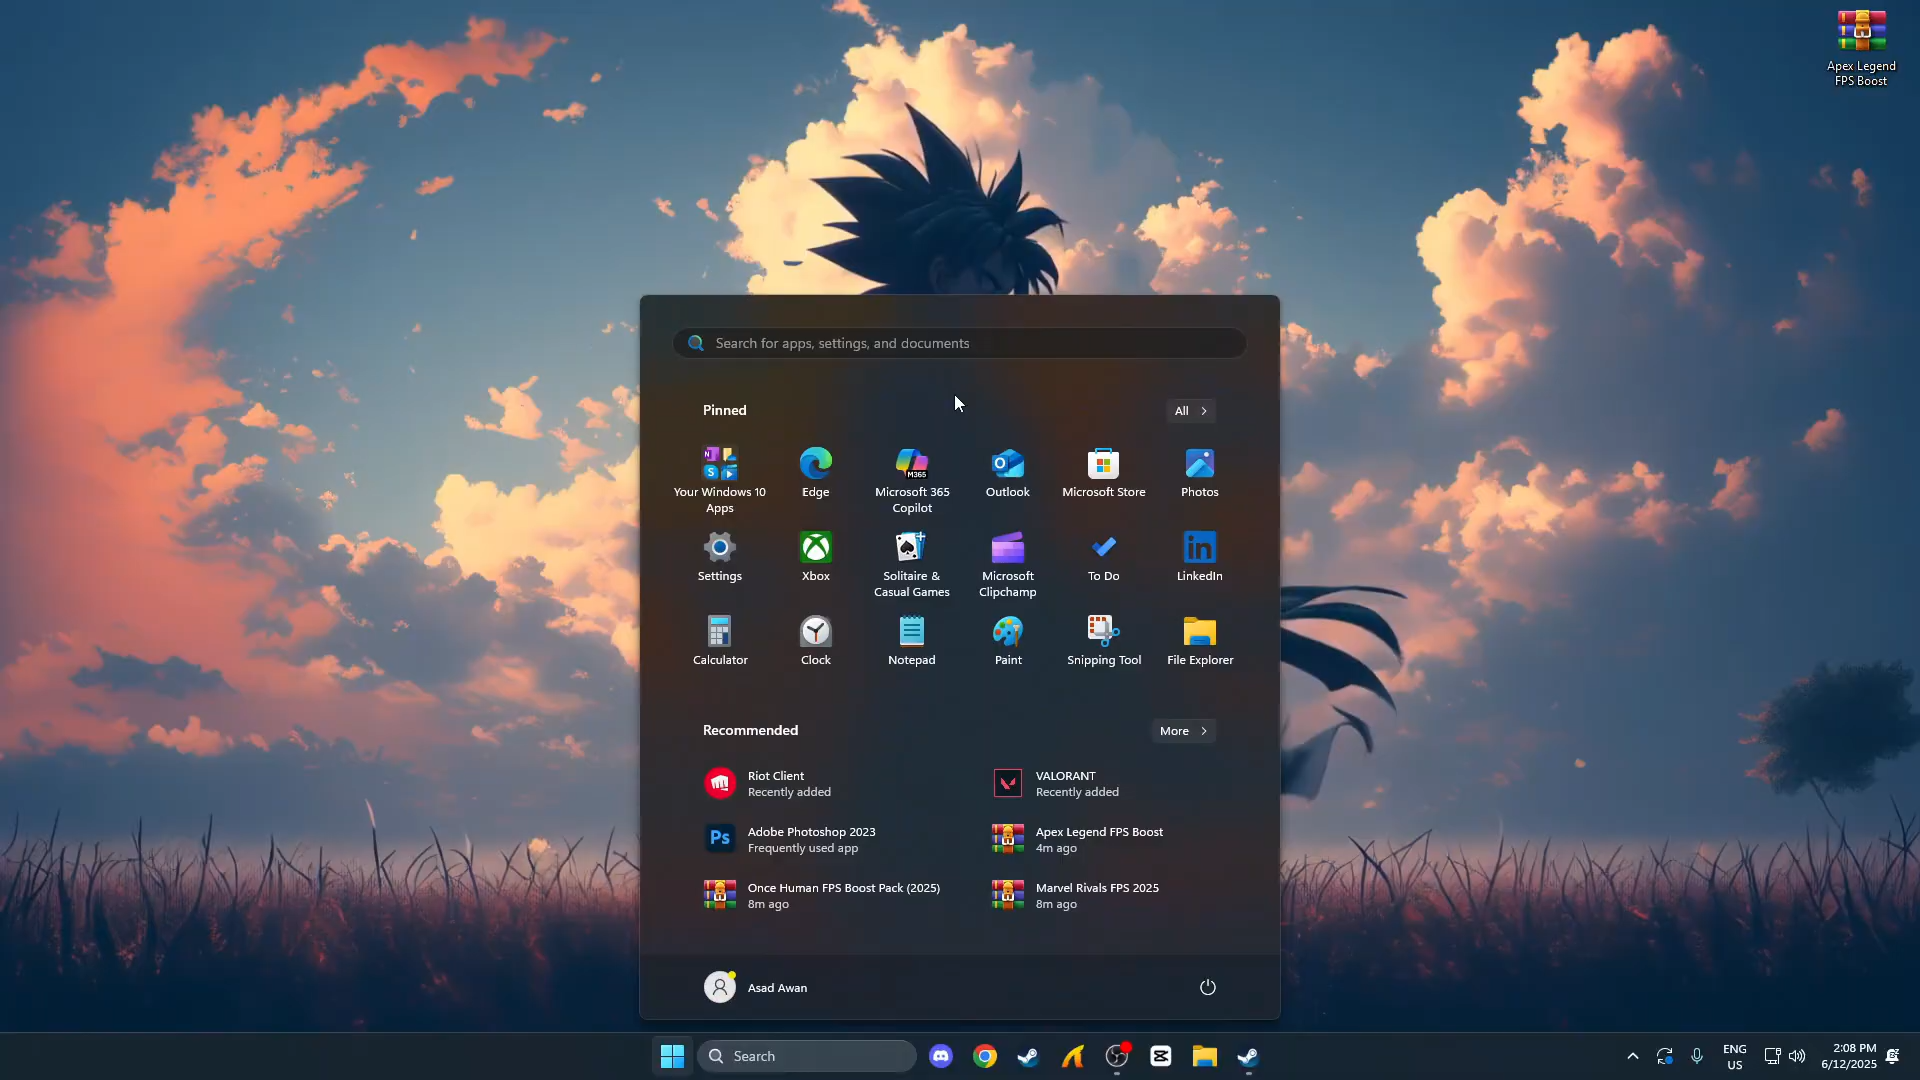 Apex Legend
FPS Boost
Search for apps, settings, and documents
Pinned
All
Your Windows 10
Apps
Edge
M365
Microsoft 365
Copilot
Outlook
Microsoft Store
Photos
Settings
Xbox
Solitaire &
Casual Games
Microsoft
Clipchamp
To Do
in
LinkedIn
Calculator
Clock
Notepad
Paint
Snipping Tool
File Explorer
Recommended
More
Riot Client
Recently added
VALORANT
Recently added
Ps
Adobe Photoshop 2023
Frequently used app
Apex Legend FPS Boost
4m ago
Once Human FPS Boost Pack (2025)
8m ago
Marvel Rivals FPS 2025
8m ago
Asad Awan
Search
ENG
US
2:08 PM
6/12/2025